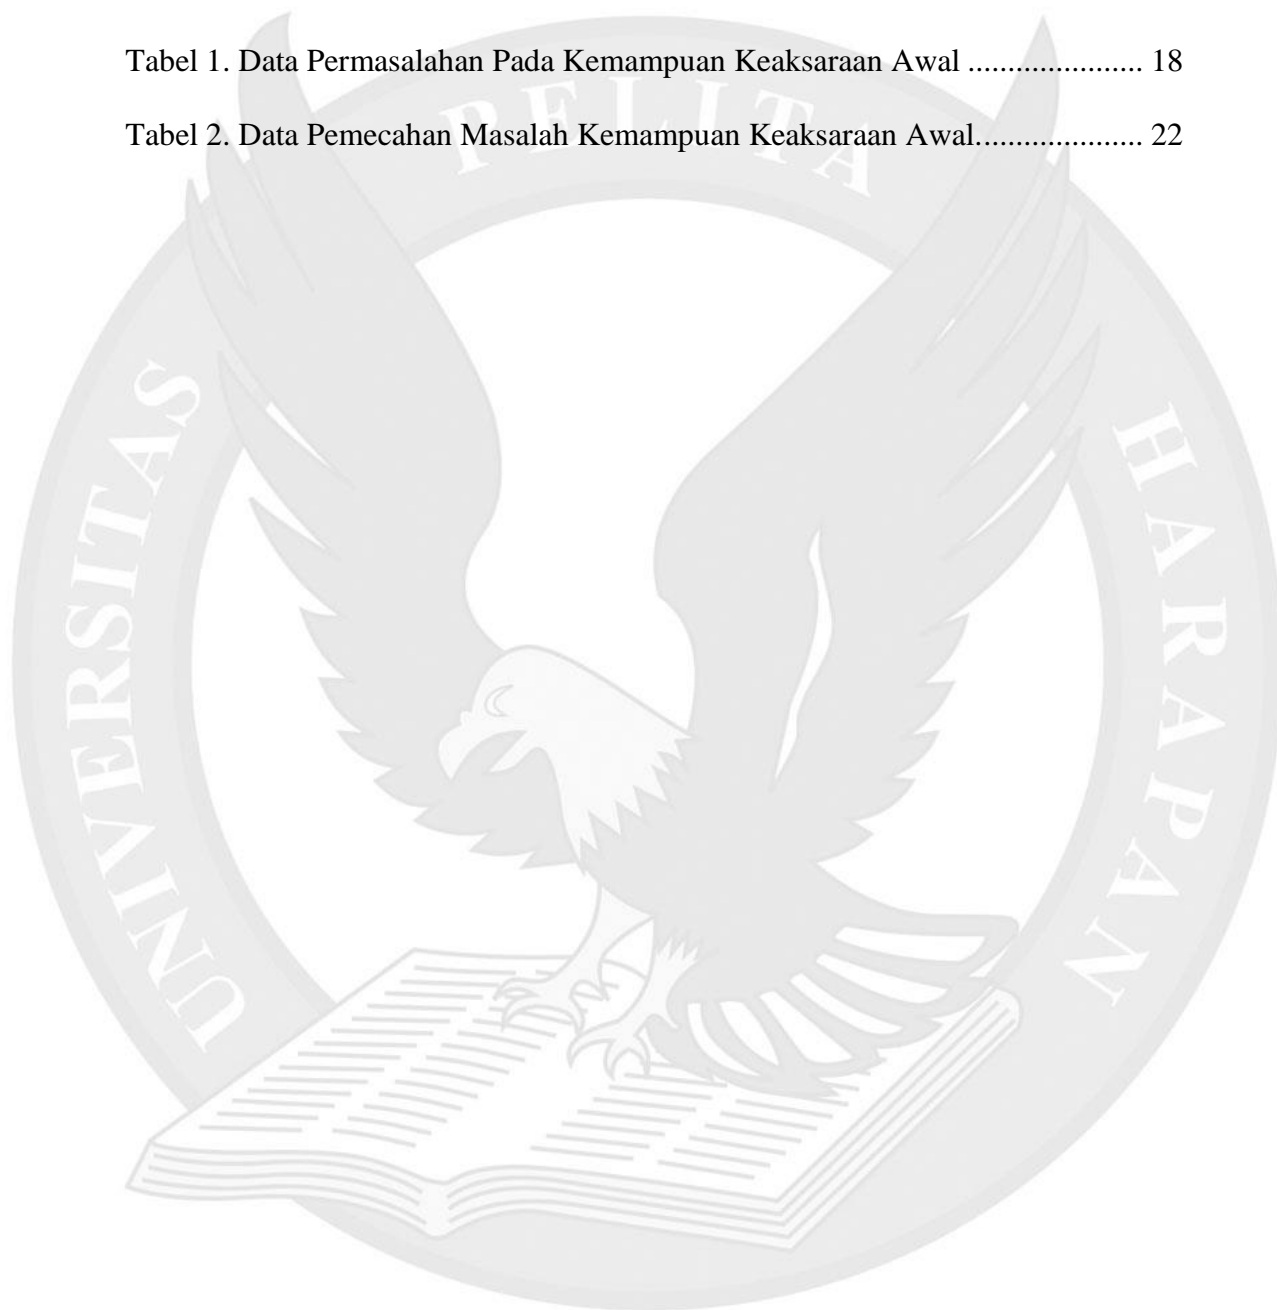 Tabel 1. Data Permasalahan Pada Kemampuan Keaksaraan Awal ...................... 18
Tabel 2. Data Pemecahan Masalah Kemampuan Keaksaraan Awal.................... 22
UNIVERSITAS PELITA HARAPAN